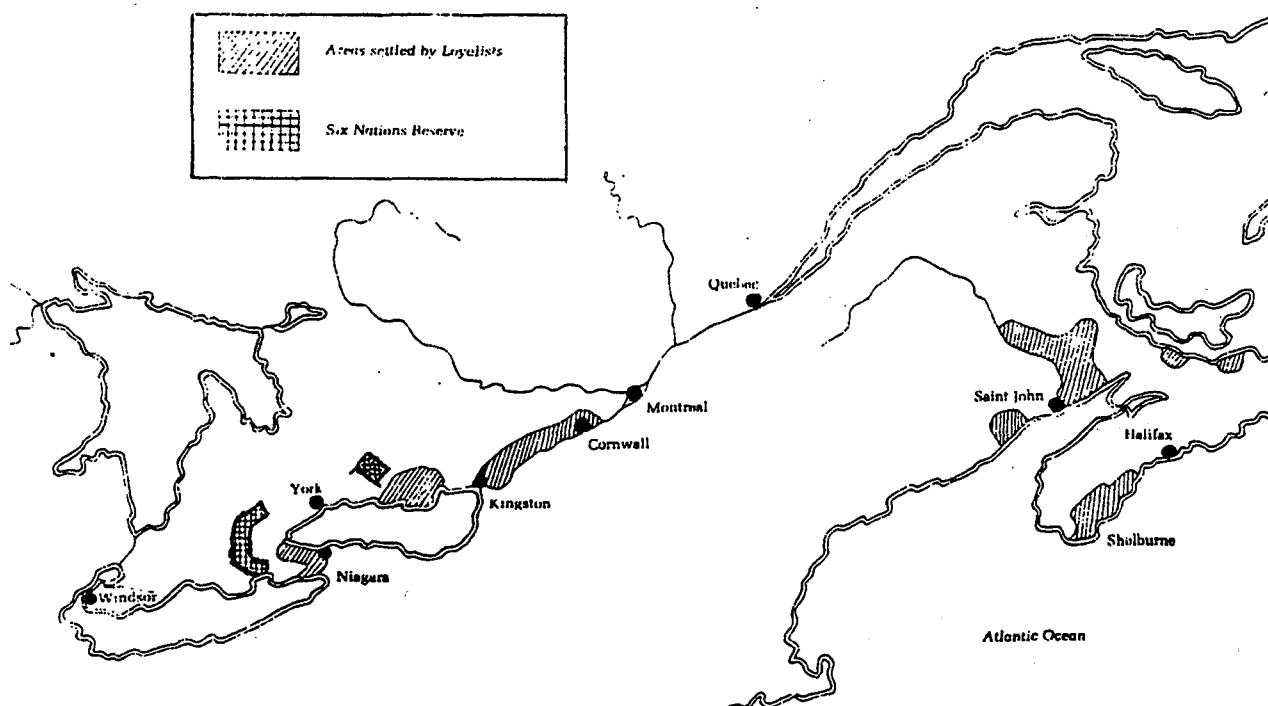 Areas settled by Loyalists
Six Nations Reserve
Quebec
Montreal
Saint John
Cornwall
Halifax
York
Kingston
Shelburne
Niagara
Windsor
Atlantic Ocean